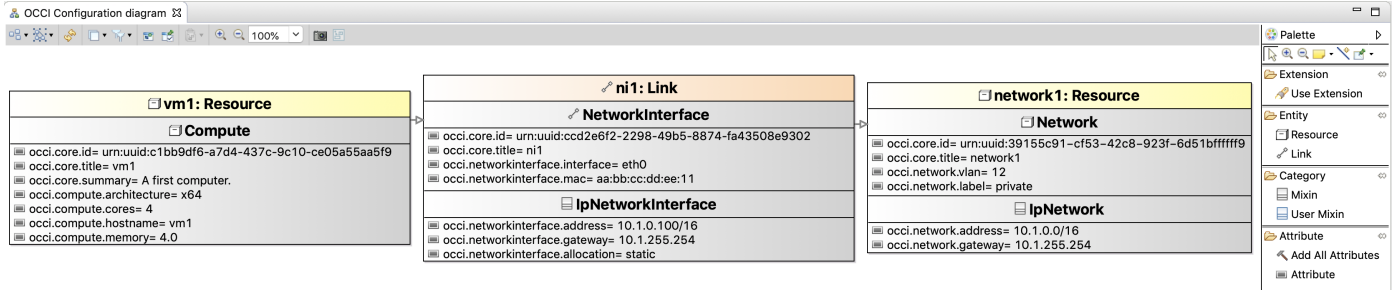 OCCI Configuration diagram
100%
vm1: Resource
Compute
occi.core.id= urn:uuid:c1bb9df6-a7d4-437c-9c10-ce05a55aa5f9
occi.core.title= vm1
occi.core.summary= A first computer.
occi.compute.architecture= x64
occi.compute.cores= 4
occi.compute.hostname= vm1
occi.compute.memory= 4.0
ni1: Link
NetworkInterface
occi.core.id= urn:uuid:ccd2e6f2-2298-49b5-8874-fa43508e9302
occi.core.title= ni1
occi.networkinterface.interface= eth0
occi.networkinterface.mac= aa:bb:cc:dd:ee:11
IpNetworkInterface
occi.networkinterface.address= 10.1.0.100/16
occi.networkinterface.gateway= 10.1.255.254
occi.networkinterface.allocation= static
network1: Resource
Network
occi.core.id= urn:uuid:39155c91-cf53-42c8-923f-6d51bffffff9
occi.core.title= network1
occi.network.vlan= 12
occi.network.label= private
IpNetwork
occi.network.address= 10.1.0.0/16
occi.network.gateway= 10.1.255.254
Palette
Extension
Use Extension
Entity
Resource
Link
Category
Mixin
User Mixin
Attribute
Add All Attributes
Attribute